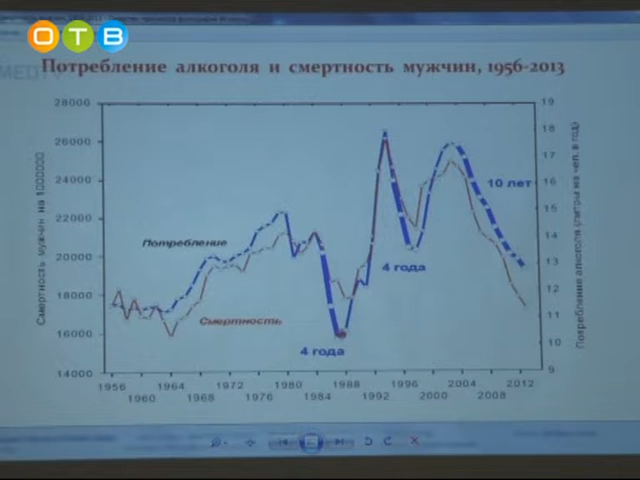 ОТВ
Потребление алкоголя и смертность мужчин, 1956-2013
28000
26000
24000
22000
20000
18000
16000
14000
Смертность мужчин на 1000000
19
18
17
16
15
14
13
12
11
10
9
Потребление алкоголя (литры на чел. в год)
Потребление
Смертность
4 года
4 года
10 лет
1956 1964 1972 1980 1988 1996 2004 2012
1960 1968 1976 1984 1992 2000 2008